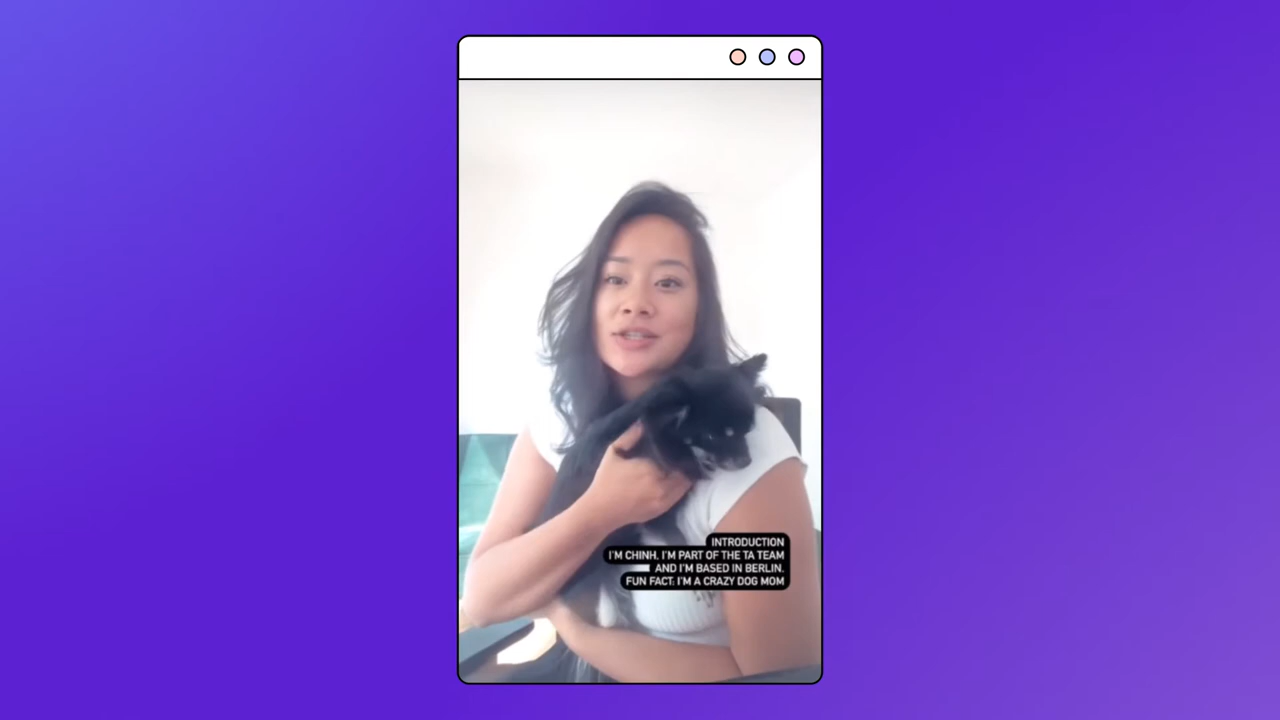 INTRODUCTION
I'M CHINH, I'M PART OF THE TA TEAM
AND I'M BASED IN BERLIN.
FUN FACT: I'M A CRAZY DOG MOM